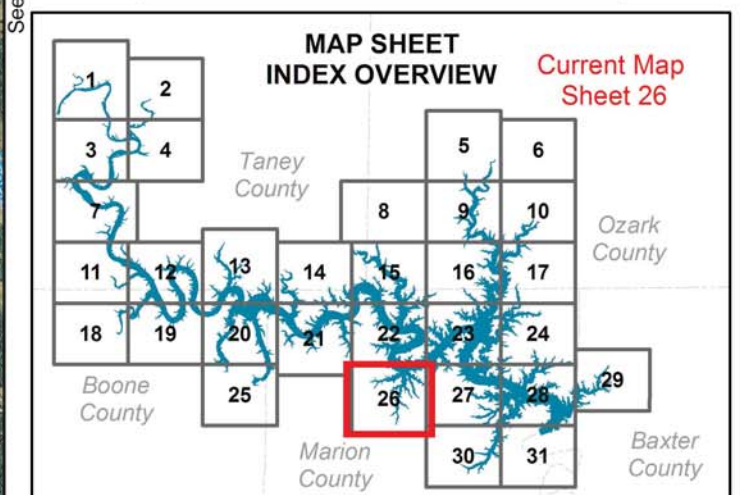 See
MAP SHEET
INDEX OVERVIEW
Current Map
Sheet 26
1
2
3
4
5
6
Taney
County
7
8
9
10
Ozark
County
11
12
13
14
15
16
17
18
19
20
21
22
23
24
Boone
County
25
26
27
28
29
Marion
County
30
31
Baxter
County